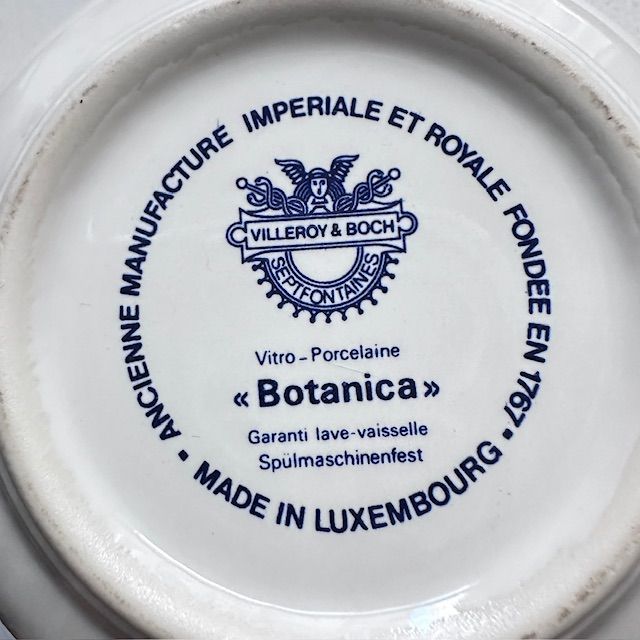 ANCIENNE MANUFACTURE IMPERIALE ET ROYALE FONDEE EN 1767 •
VILLEROY & BOCH
SEPTFONTAINES
Vitro-Porcelaine
«Botanica»
Garanti lave-vaisselle
Spülmaschinenfest
• MADE IN LUXEMBOURG